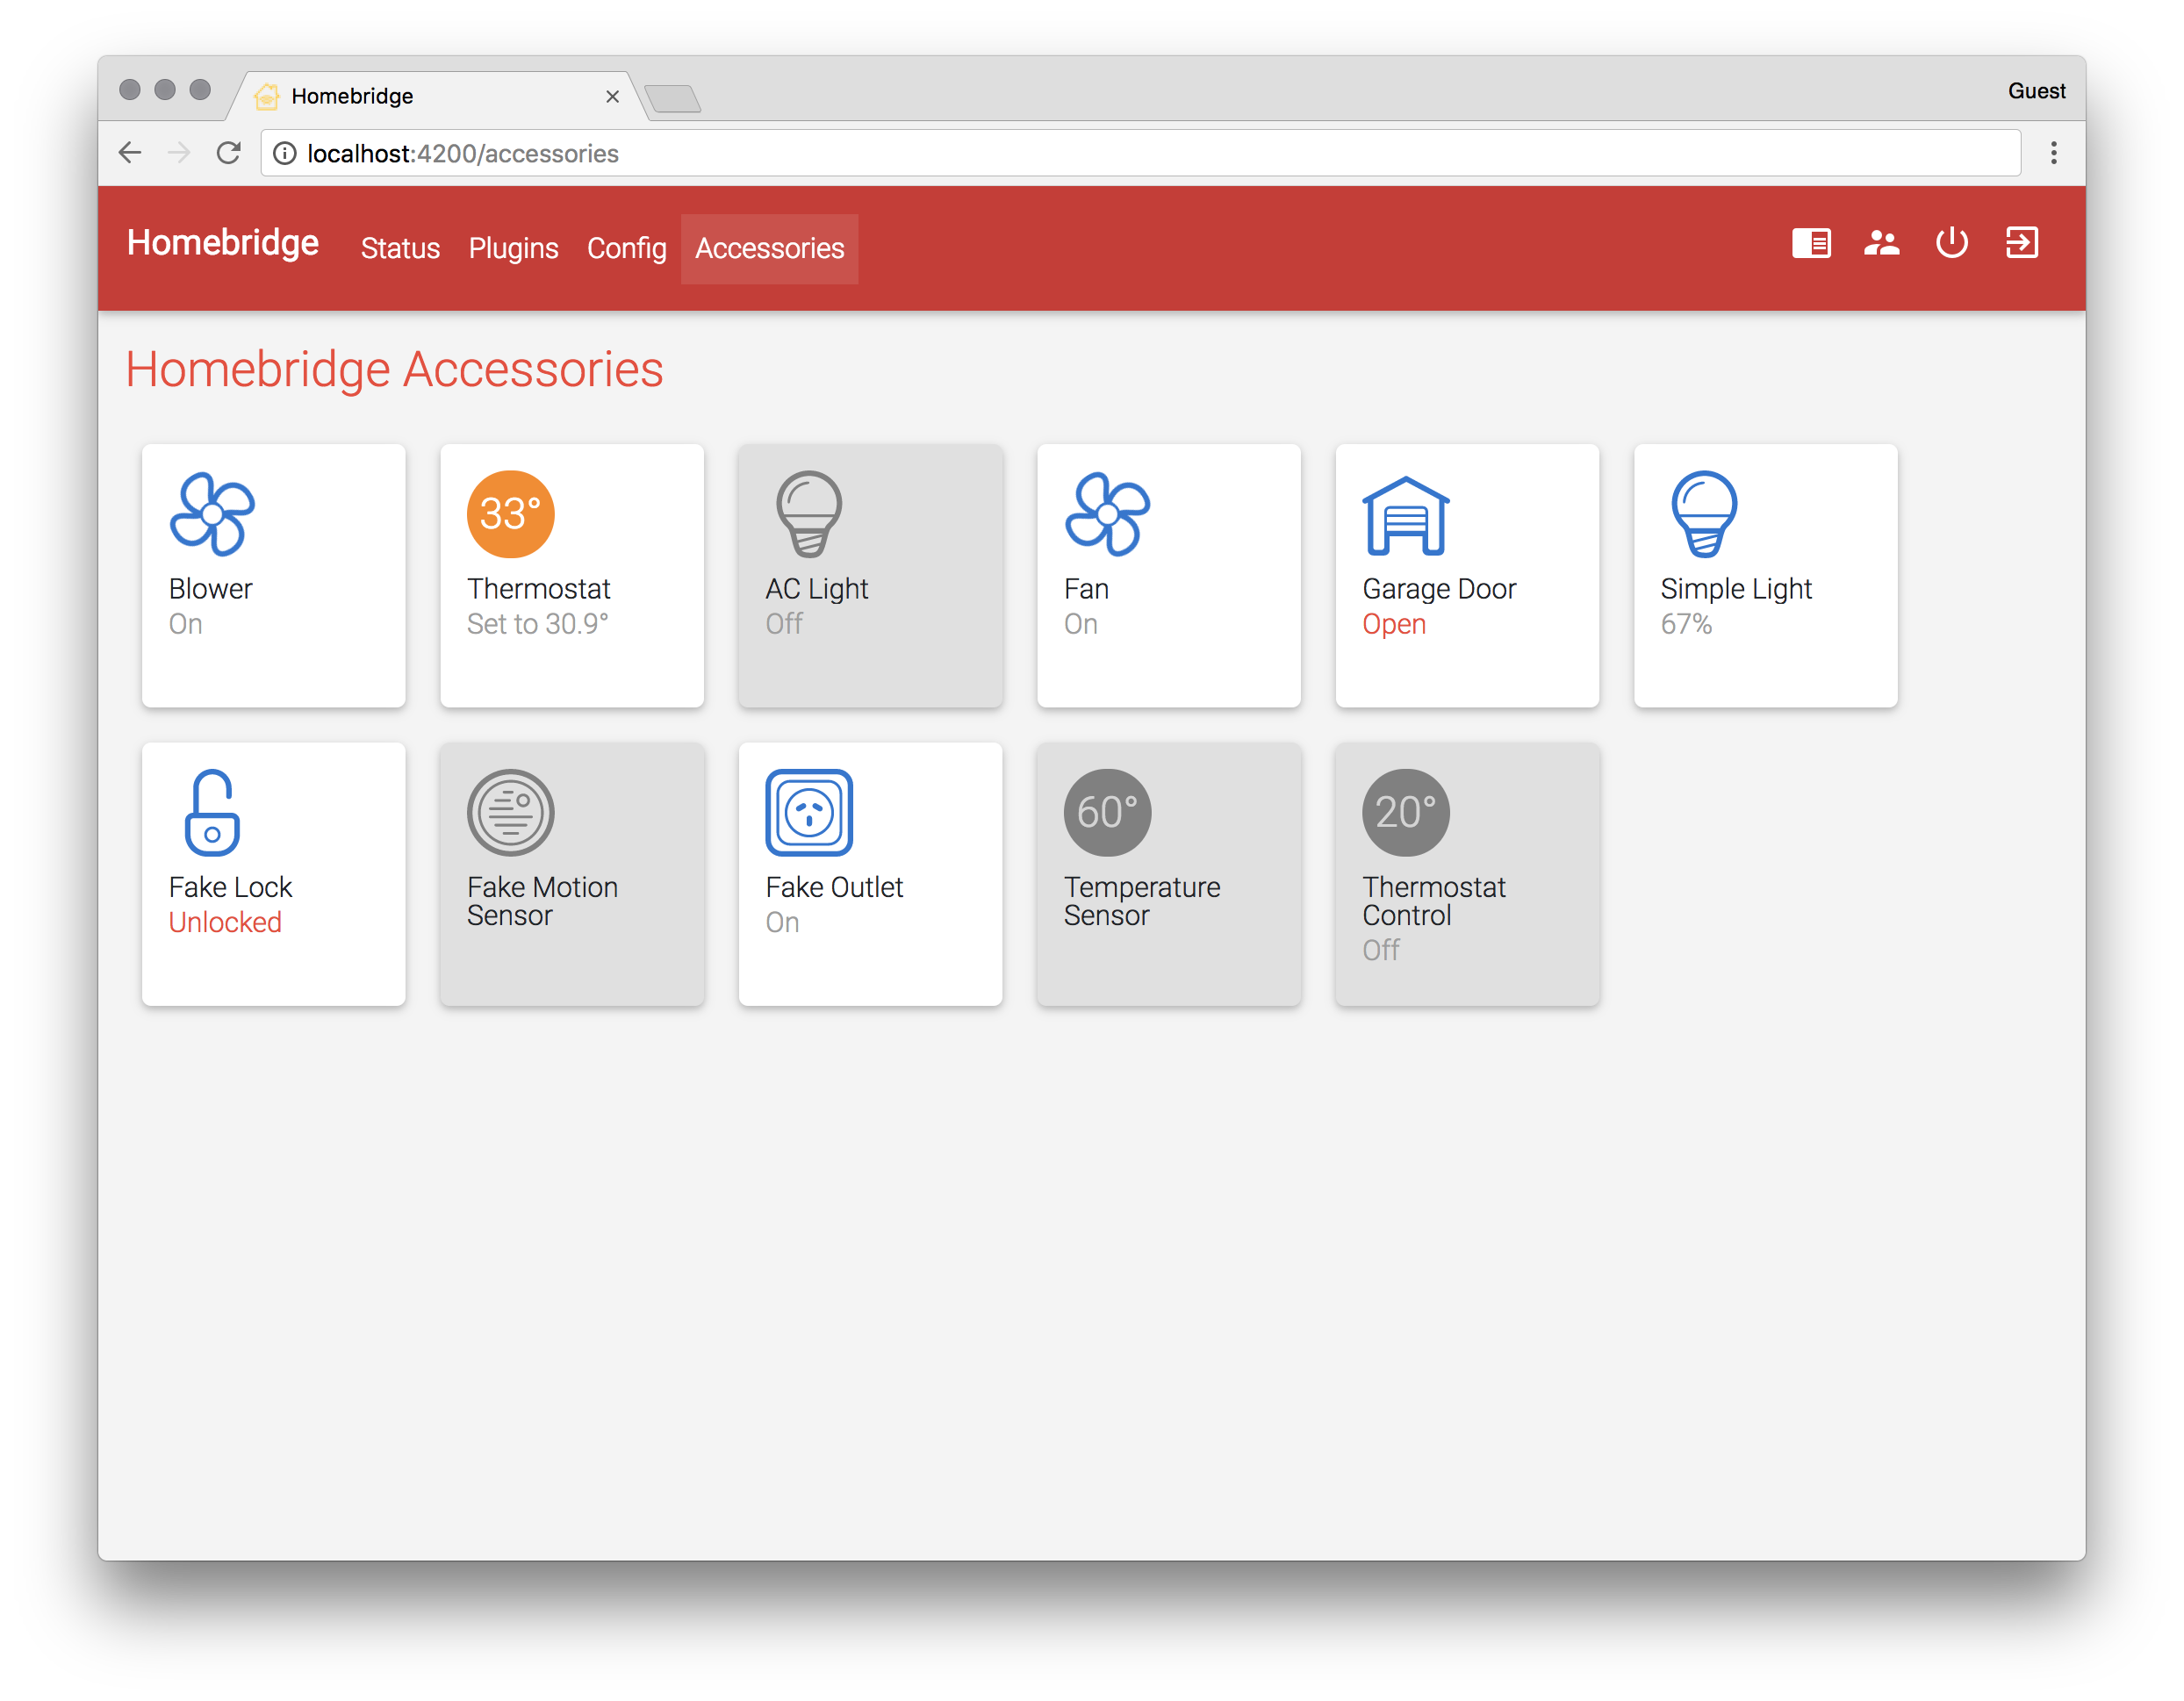 Homebridge
Guest
localhost:4200/accessories
Homebridge Status Plugins Config Accessories
Homebridge Accessories
33°
Blower
On
Thermostat
Set to 30.9°
AC Light
Off
Fan
On
Garage Door
Open
Simple Light
67%
Fake Lock
Unlocked
Fake Motion
Sensor
Fake Outlet
On
60°
Temperature
Sensor
20°
Thermostat
Control
Off